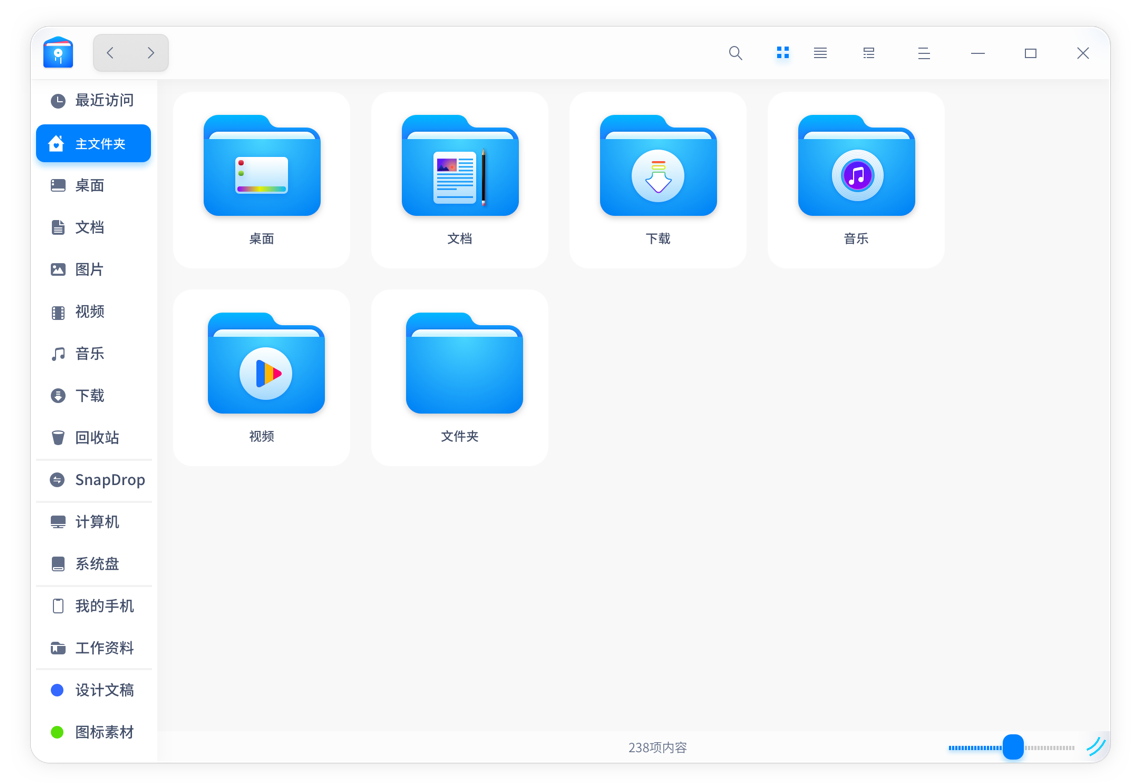 最近访问
主文件夹
桌面
文档
图片
视频
音乐
下载
回收站
SnapDrop
计算机
系统盘
我的手机
工作资料
设计文稿
图标素材
桌面
文档
下载
音乐
视频
文件夹
238项内容